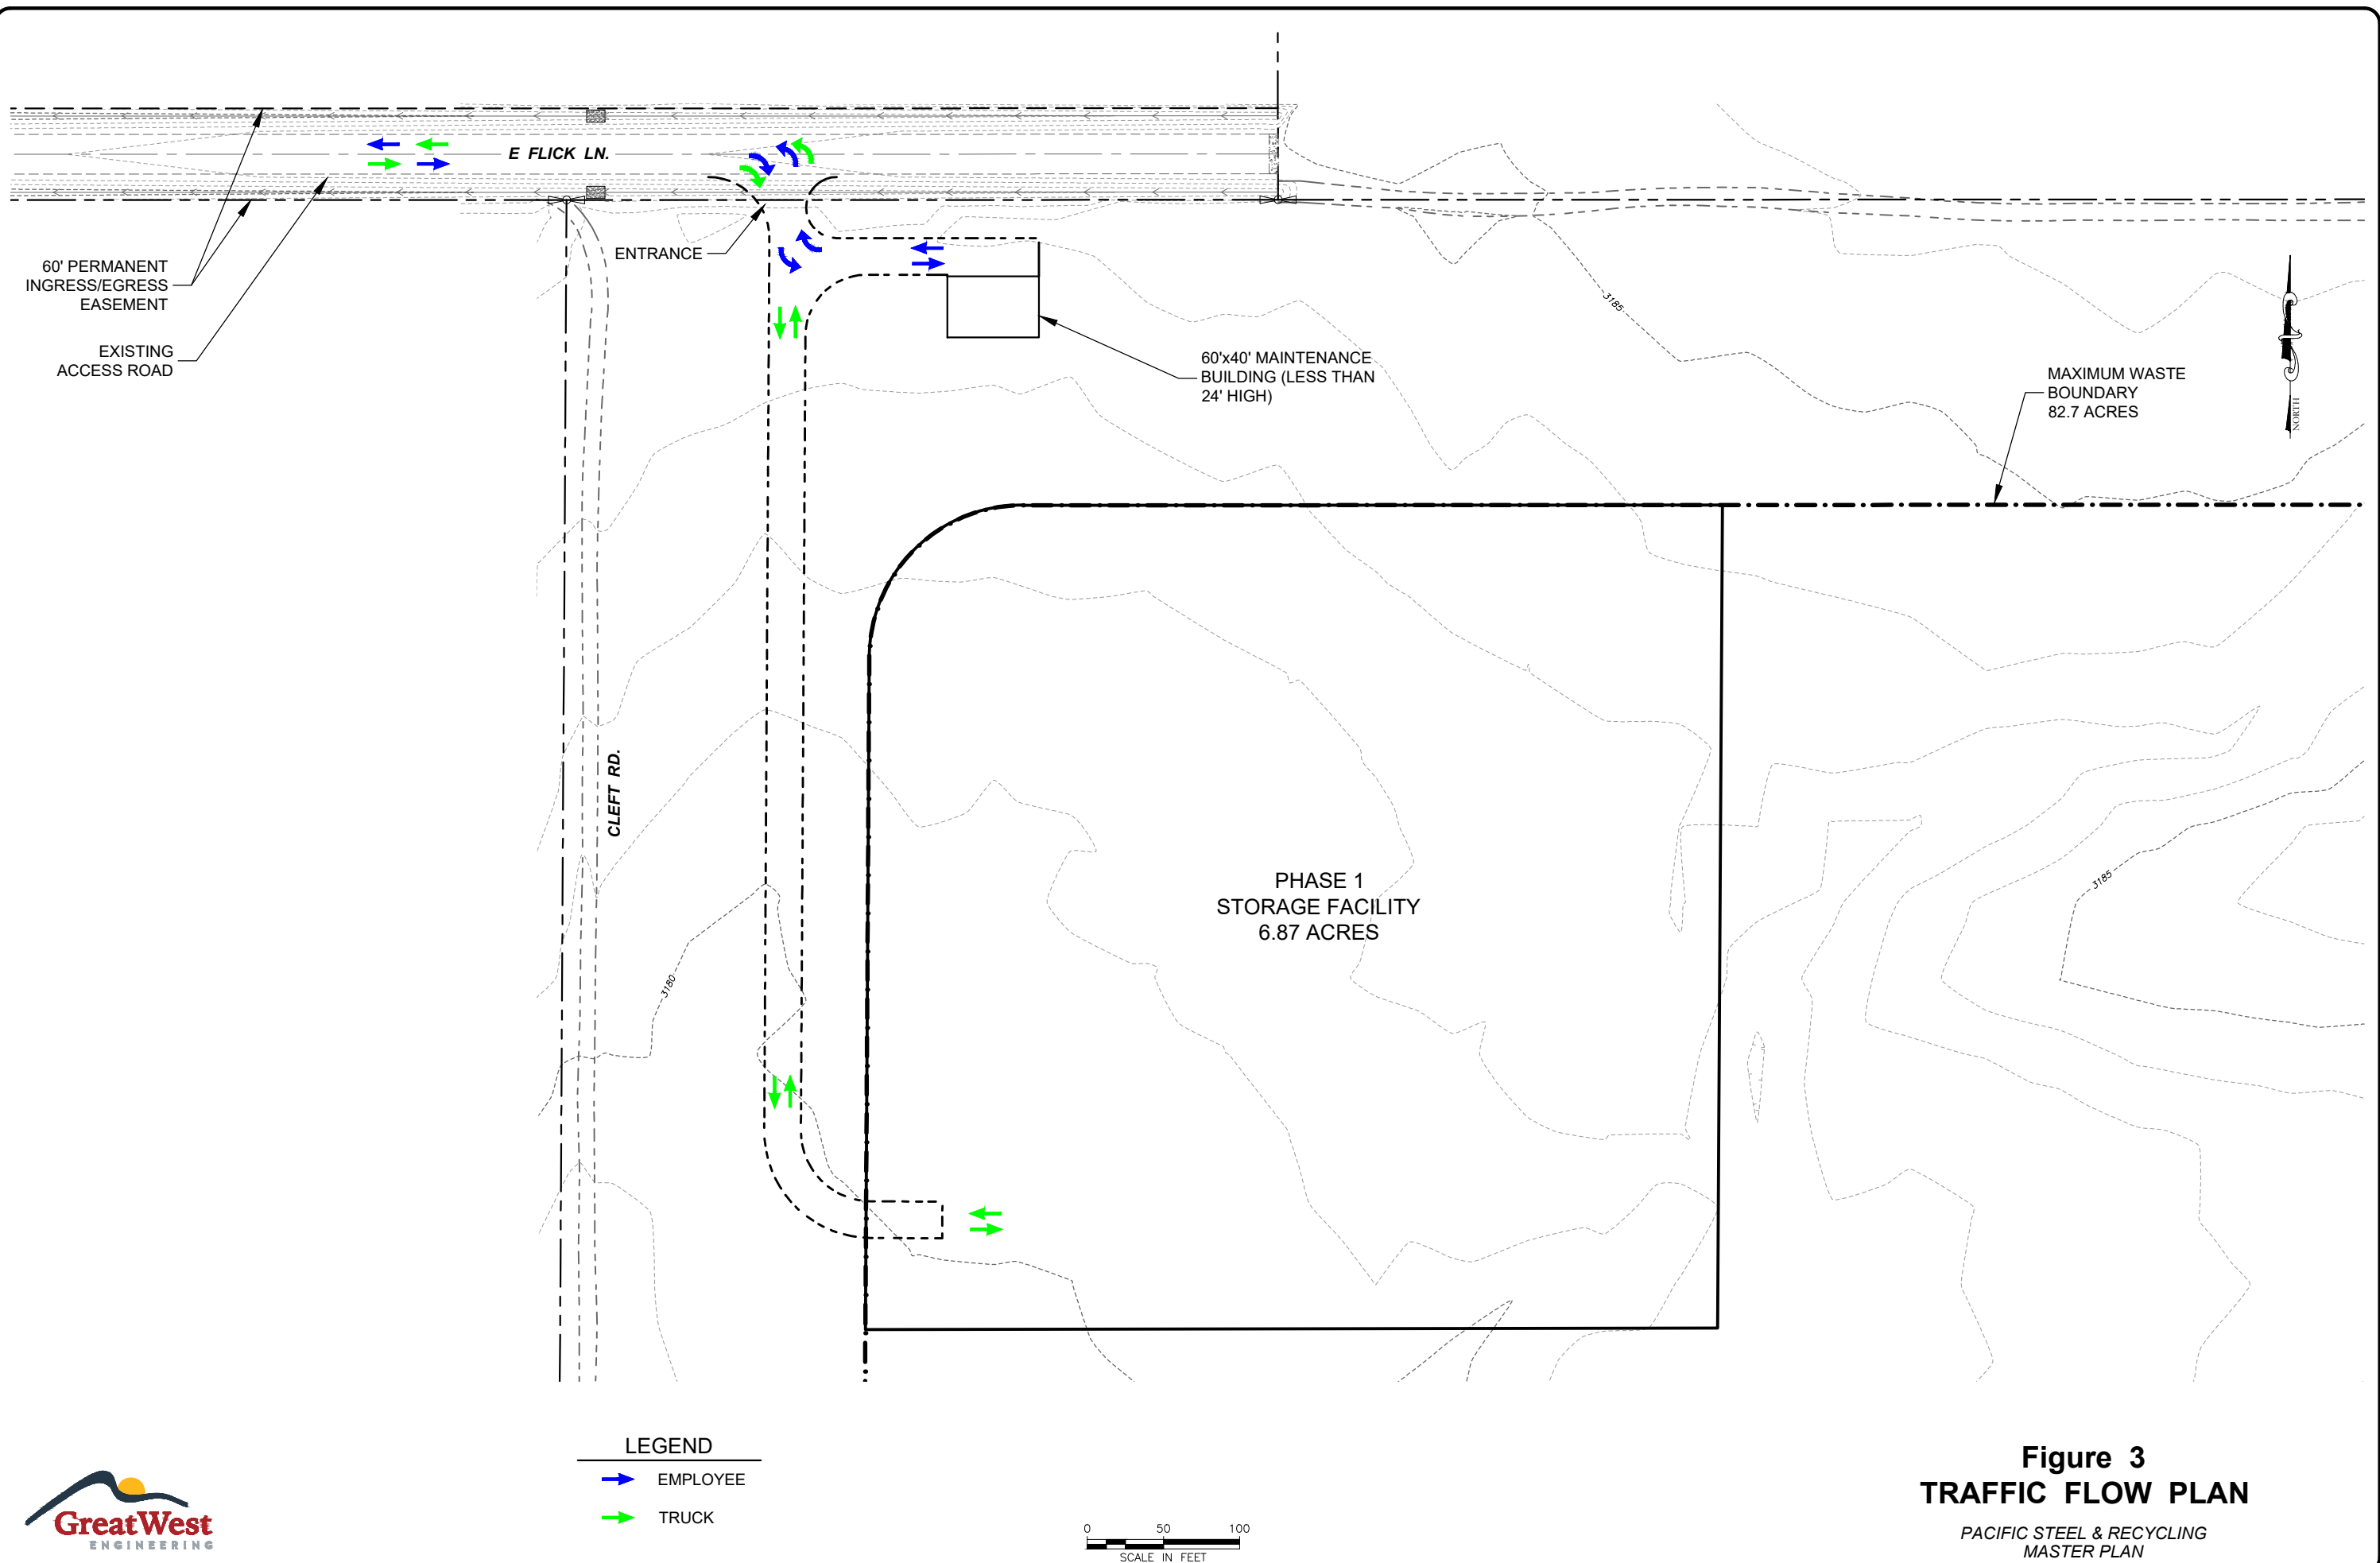 E FLICK LN.
ENTRANCE
60' PERMANENT
INGRESS/EGRESS
EASEMENT
EXISTING
ACCESS ROAD
60'x40' MAINTENANCE
BUILDING (LESS THAN
24' HIGH)
3185
MAXIMUM WASTE
BOUNDARY
82.7 ACRES
NORTH
CLEFT RD.
PHASE 1
STORAGE FACILITY
6.87 ACRES
3185
3180
LEGEND
EMPLOYEE
TRUCK
GreatWest
ENGINEERING
0 50 100
SCALE IN FEET
Figure 3
TRAFFIC FLOW PLAN
PACIFIC STEEL & RECYCLING
MASTER PLAN